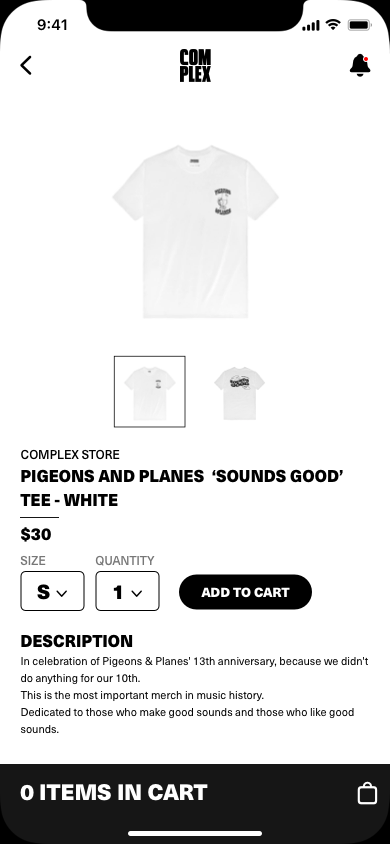 9:41
COM
PLEX
PIGEONS
&PLANES
COMPLEX STORE
PIGEONS AND PLANES ‘SOUNDS GOOD’
TEE - WHITE
$30
SIZE
QUANTITY
S
1
ADD TO CART
DESCRIPTION
In celebration of Pigeons & Planes' 13th anniversary, because we didn't
do anything for our 10th.
This is the most important merch in music history.
Dedicated to those who make good sounds and those who like good
sounds.
0 ITEMS IN CART